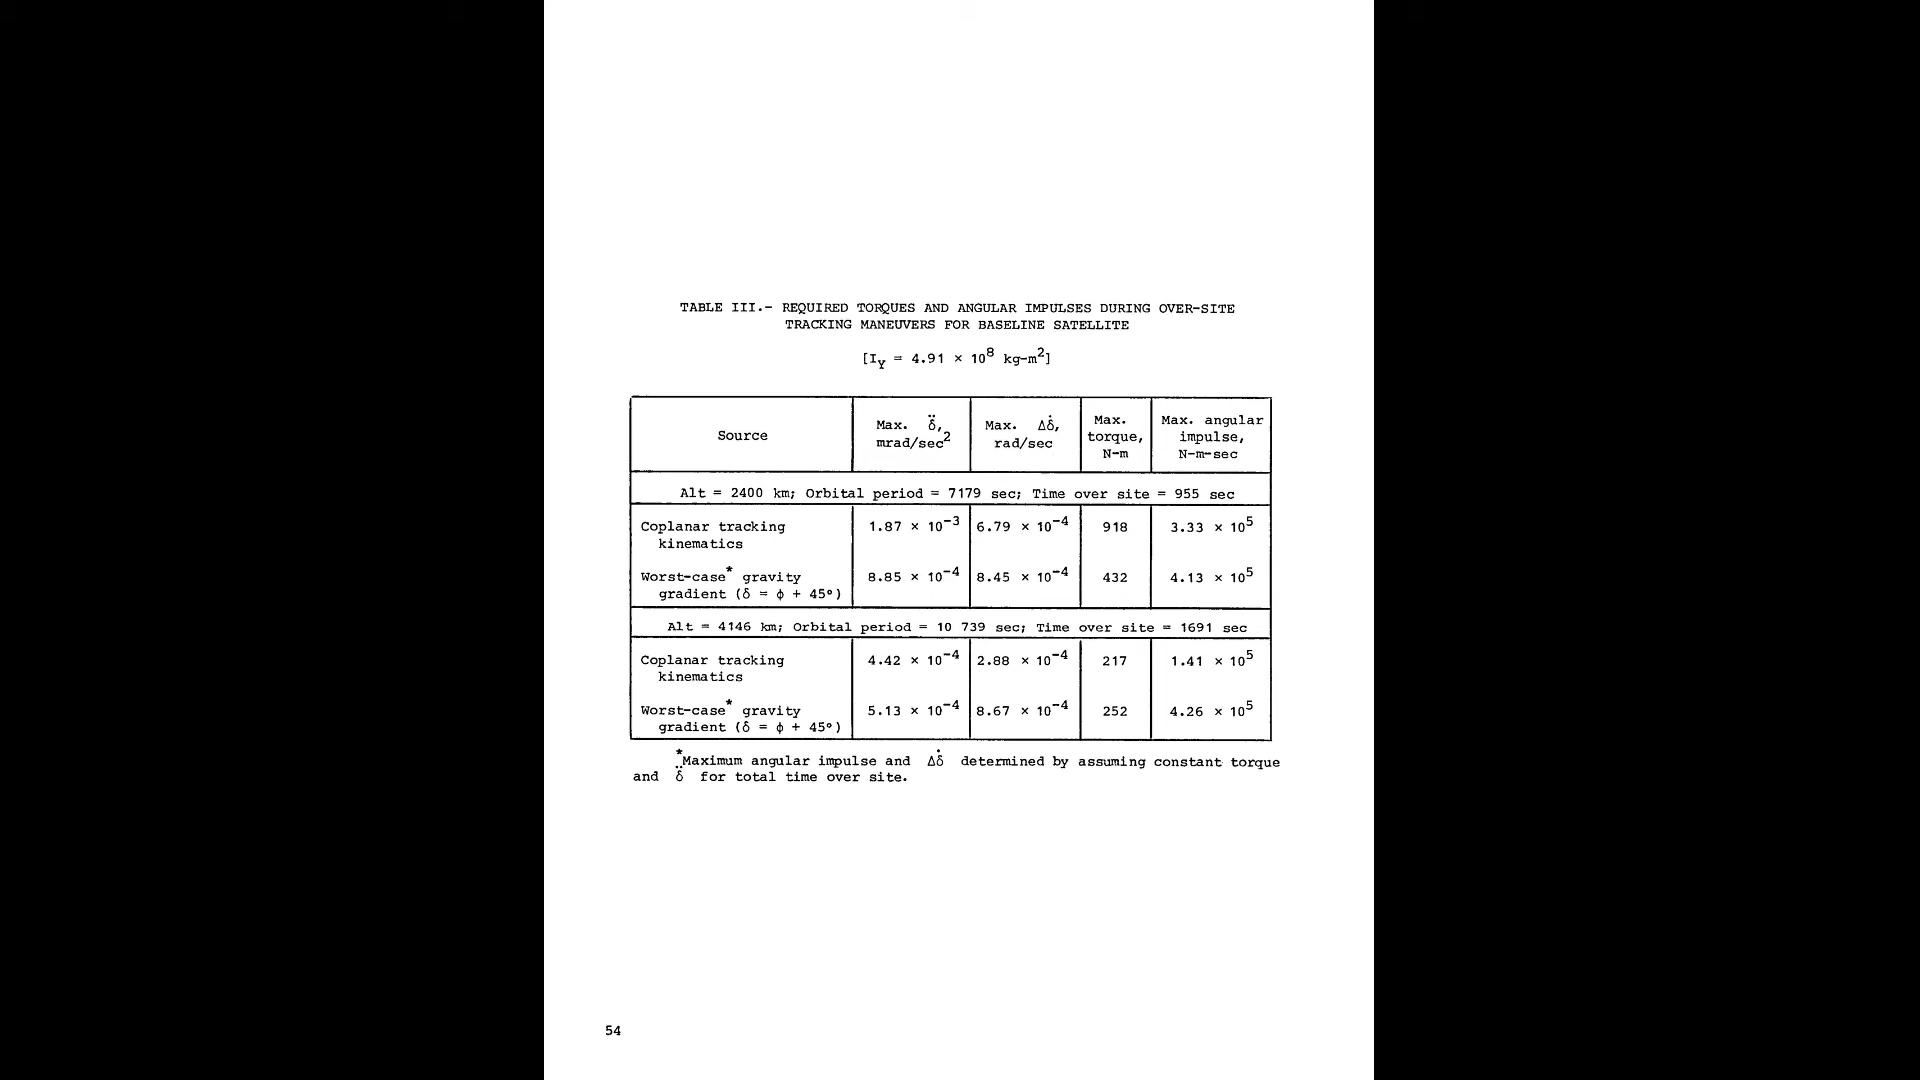 TABLE III.- REQUIRED TORQUES AND ANGULAR IMPULSES DURING OVER-SITE
TRACKING MANEUVERS FOR BASELINE SATELLITE
[I_Y = 4.91 × 10^8 kg-m^2]
Source | Max. δ̈, mrad/sec^2 | Max. Δδ̇, rad/sec | Max. torque, N-m | Max. angular impulse, N-m-sec
Alt = 2400 km; Orbital period = 7179 sec; Time over site = 955 sec
Coplanar tracking kinematics | 1.87 × 10^-3 | 6.79 × 10^-4 | 918 | 3.33 × 10^5
Worst-case* gravity gradient (δ = φ + 45°) | 8.85 × 10^-4 | 8.45 × 10^-4 | 432 | 4.13 × 10^5
Alt = 4146 km; Orbital period = 10 739 sec; Time over site = 1691 sec
Coplanar tracking kinematics | 4.42 × 10^-4 | 2.88 × 10^-4 | 217 | 1.41 × 10^5
Worst-case* gravity gradient (δ = φ + 45°) | 5.13 × 10^-4 | 8.67 × 10^-4 | 252 | 4.26 × 10^5
*Maximum angular impulse and Δδ̇ determined by assuming constant torque
and δ̈ for total time over site.
54